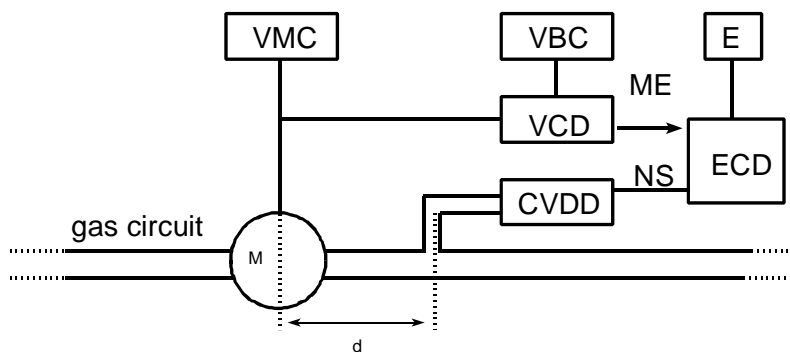 VMC
VBC
E
ME
VCD
ECD
NS
CVDD
gas circuit
M
d